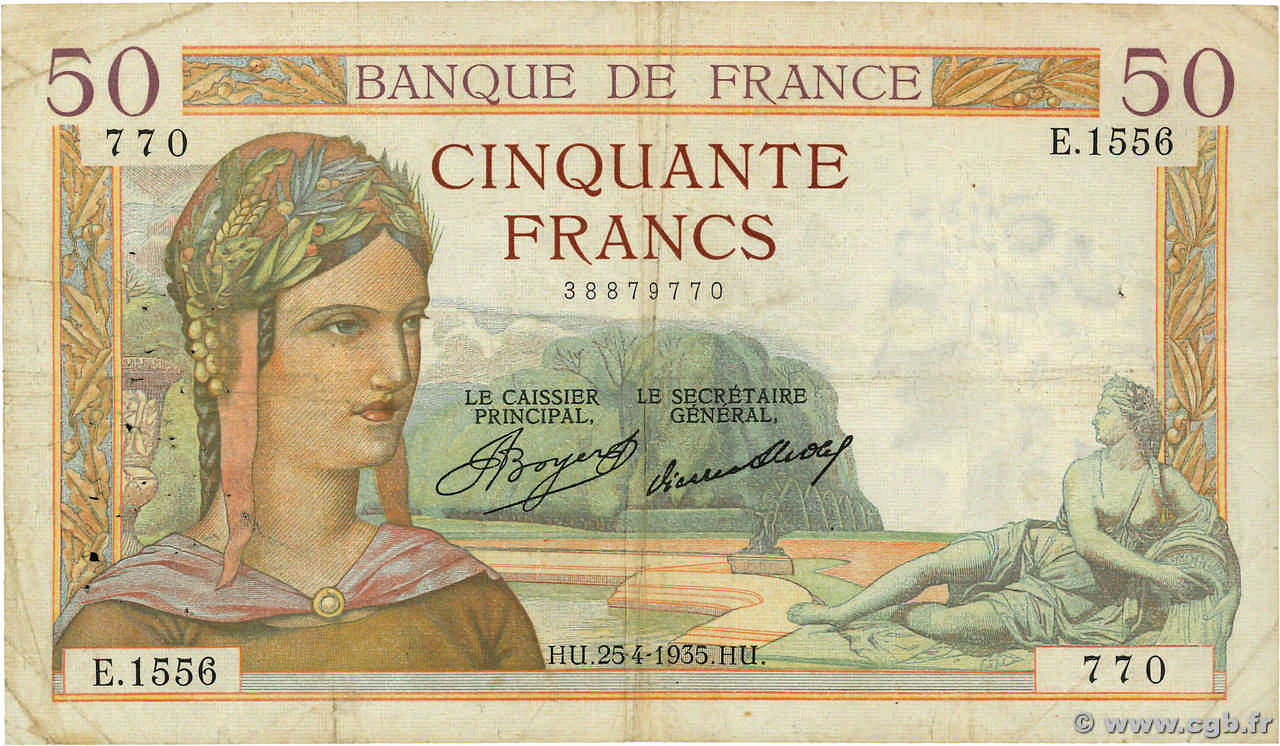 50 BANQUE DE FRANCE 50
770 E.1556
CINQUANTE
FRANCS
38879770
LE CAISSIER
PRINCIPAL,
LE SECRÉTAIRE
GÉNÉRAL,
Boyer
HU.25-4-1935.HU.
E.1556 770
© www.cgb.fr